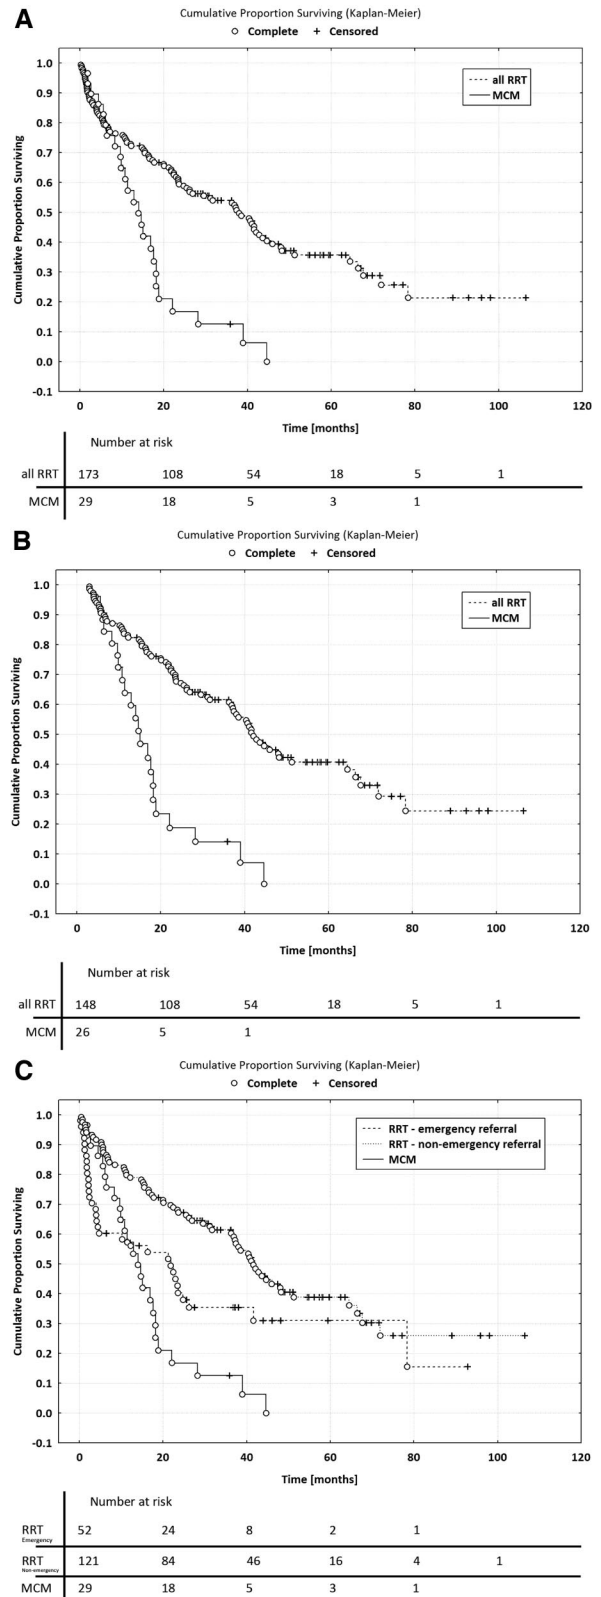 A
Cumulative Proportion Surviving (Kaplan-Meier)
Complete + Censored
all RRT
MCM
Cumulative Proportion Surviving
1.0
0.9
0.8
0.7
0.6
0.5
0.4
0.3
0.2
0.1
0.0
-0.1
0 20 40 60 80 100 120
Time [months]
Number at risk
all RRT 173 108 54 18 5 1
MCM 29 18 5 3 1
B
Cumulative Proportion Surviving (Kaplan-Meier)
Complete + Censored
all RRT
MCM
Cumulative Proportion Surviving
1.0
0.9
0.8
0.7
0.6
0.5
0.4
0.3
0.2
0.1
0.0
-0.1
0 20 40 60 80 100 120
Time [months]
Number at risk
all RRT 148 108 54 18 5 1
MCM 26 5 1
C
Cumulative Proportion Surviving (Kaplan-Meier)
Complete + Censored
RRT - emergency referral
RRT - non-emergency referral
MCM
Cumulative Proportion Surviving
1.0
0.9
0.8
0.7
0.6
0.5
0.4
0.3
0.2
0.1
0.0
-0.1
0 20 40 60 80 100 120
Time [months]
Number at risk
RRT 52 24 8 2 1
Emergency
RRT 121 84 46 16 4 1
Non-emergency
MCM 29 18 5 3 1